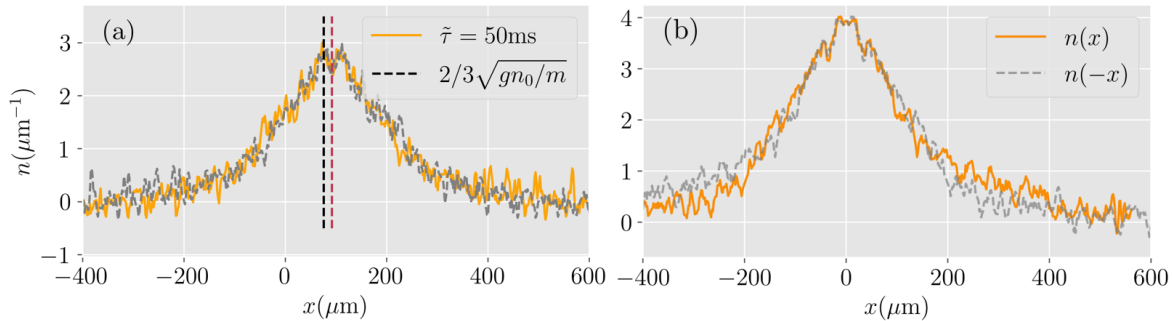 (a)
τ̃ = 50ms
2/3√gn₀/m
n(μm⁻¹)
3
2
1
0
−1
−400 −200 0 200 400 600
x(μm)
(b)
n(x)
n(−x)
4
3
2
1
0
−400 −200 0 200 400 600
x(μm)